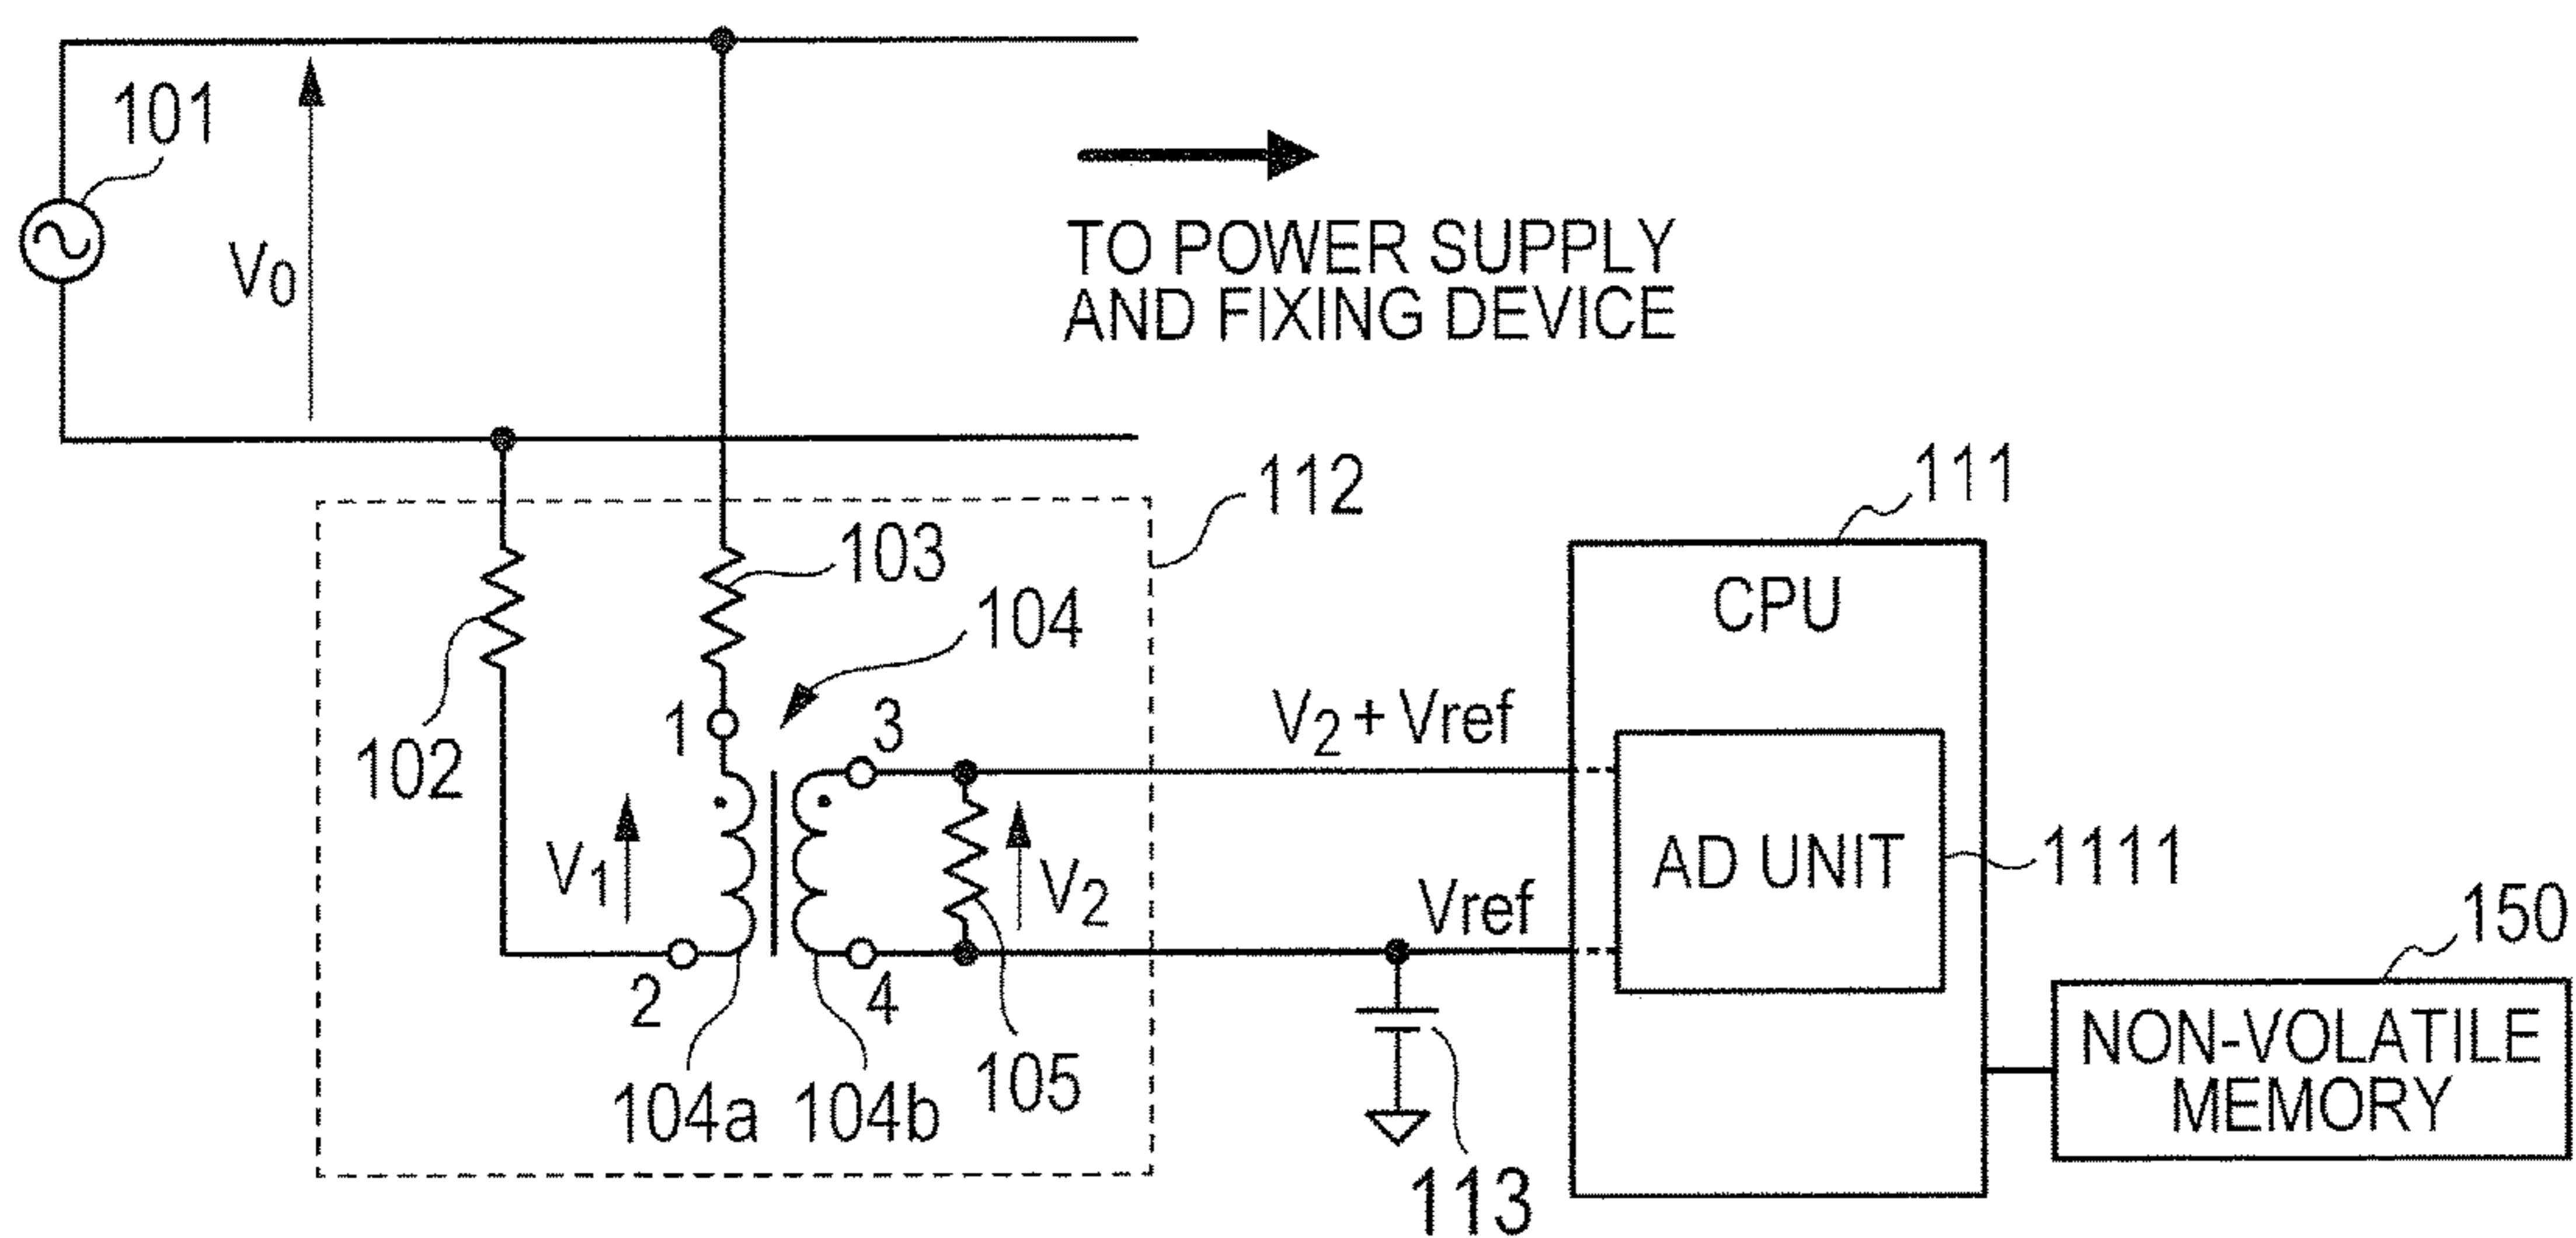 101
V0
TO POWER SUPPLY
AND FIXING DEVICE
112
111
103
CPU
104
102
1
3
V2 + Vref
V1
V2
AD UNIT
1111
Vref
150
2
4
NON-VOLATILE
MEMORY
104a
104b
105
113